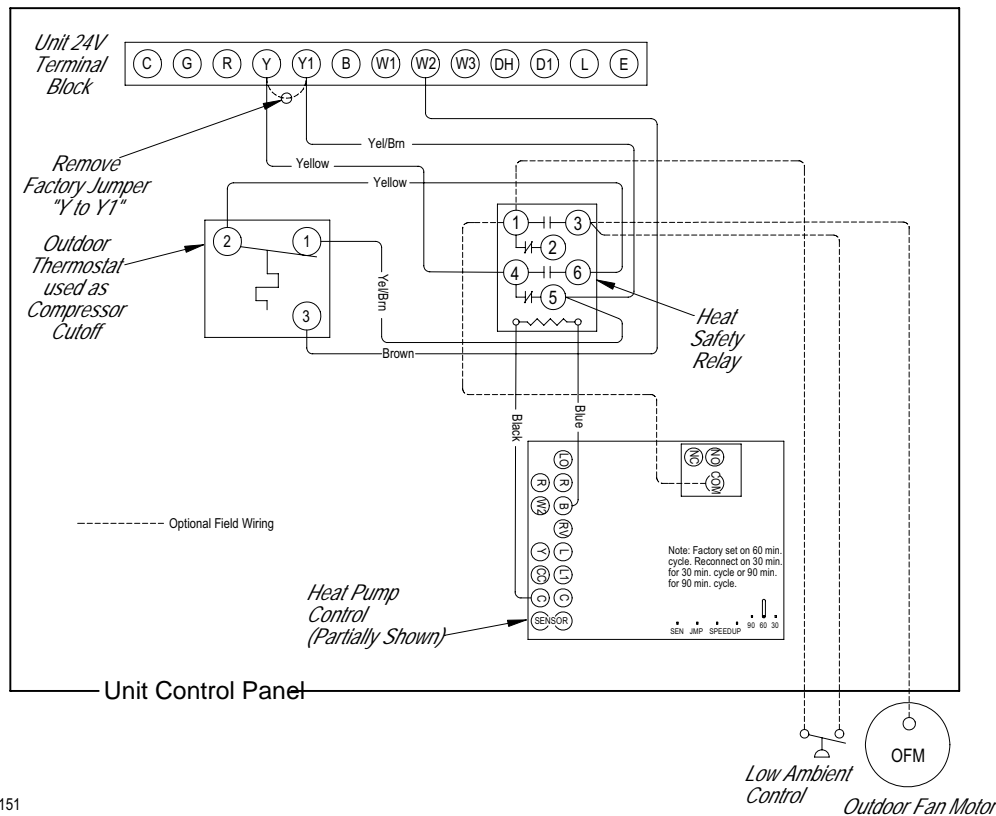 Unit 24V
Terminal
Block
C G R Y Y1 B W1 W2 W3 DH D1 L E
Remove
Factory Jumper
"Y to Y1"
Yel/Brn
Yellow
Yellow
Outdoor
Thermostat
used as
Compressor
Cutoff
2 1
3
Yel/Brn
Brown
1 3
2
4 6
5
Heat
Safety
Relay
Black
Blue
LO
R R
W2 B
RV
Y L
CC L1
C C
SENSOR
NC NO
COM
Note: Factory set on 60 min.
cycle. Reconnect on 30 min.
for 30 min. cycle or 90 min.
for 90 min. cycle.
SEN JMP SPEEDUP 90 60 30
Optional Field Wiring
Heat Pump
Control
(Partially Shown)
Unit Control Panel
Low Ambient
Control
OFM
Outdoor Fan Motor
151